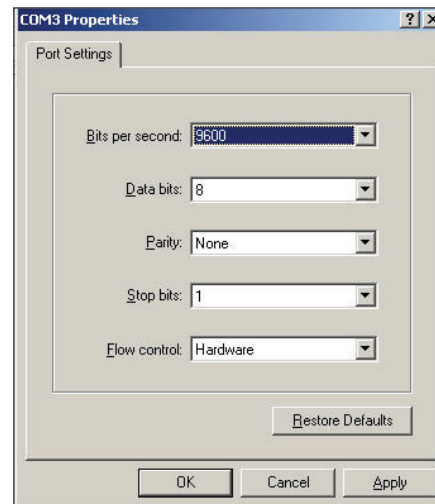 COM3 Properties
Port Settings
Bits per second: 9600
Data bits: 8
Parity: None
Stop bits: 1
Flow control: Hardware
Restore Defaults
OK Cancel Apply